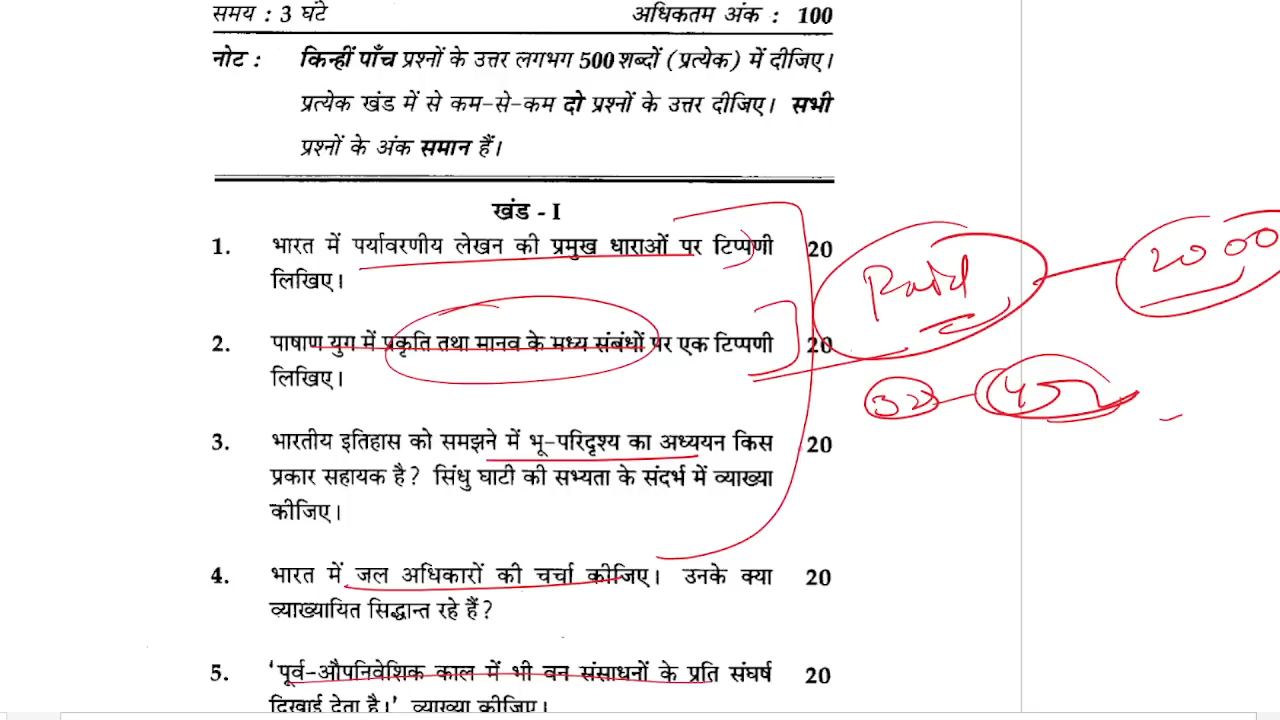 समय : 3 घंटे अधिकतम अंक : 100
नोट : किन्हीं पाँच प्रश्नों के उत्तर लगभग 500 शब्दों (प्रत्येक) में दीजिए।
प्रत्येक खंड में से कम-से-कम दो प्रश्नों के उत्तर दीजिए। सभी
प्रश्नों के अंक समान हैं।
खंड - I
1. भारत में पर्यावरणीय लेखन की प्रमुख धाराओं पर टिप्पणी 20
लिखिए।
Paid 2000
2. पाषाण युग में प्रकृति तथा मानव के मध्य संबंधों पर एक टिप्पणी 20
लिखिए।
3. भारतीय इतिहास को समझने में भू-परिदृश्य का अध्ययन किस 20
प्रकार सहायक है? सिंधु घाटी की सभ्यता के संदर्भ में व्याख्या
कीजिए।
4. भारत में जल अधिकारों की चर्चा कीजिए। उनके क्या 20
व्याख्यायित सिद्धान्त रहे हैं?
5. 'पूर्व-औपनिवेशिक काल में भी वन संसाधनों के प्रति संघर्ष 20
दिखाई देता है।' व्याख्या कीजिए।